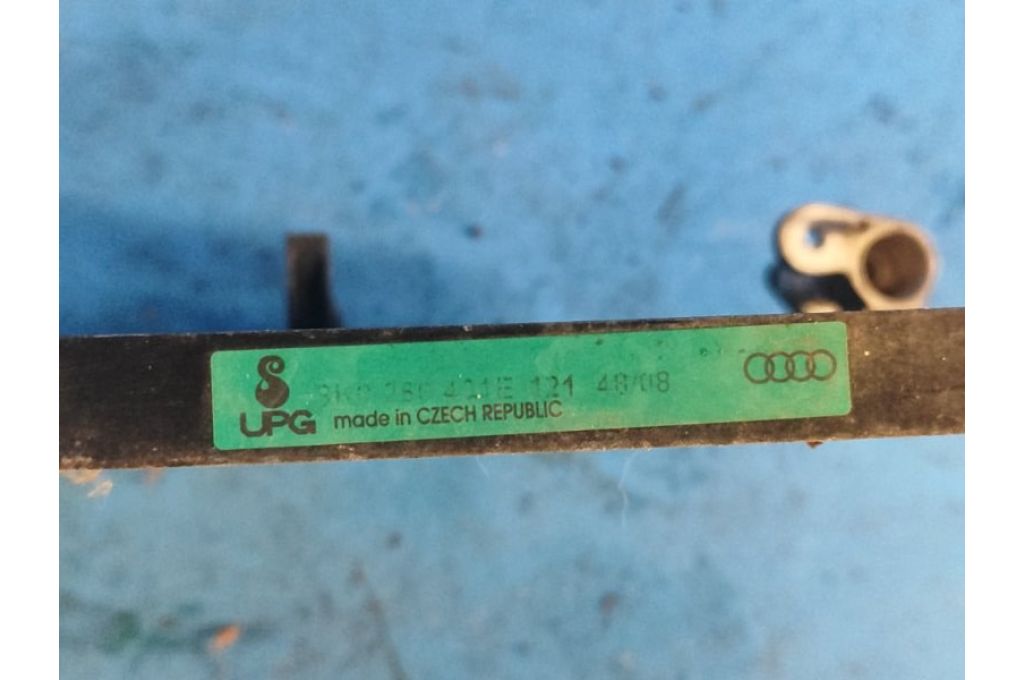 8K0 260 401E 121 48/08
UPG made in CZECH REPUBLIC